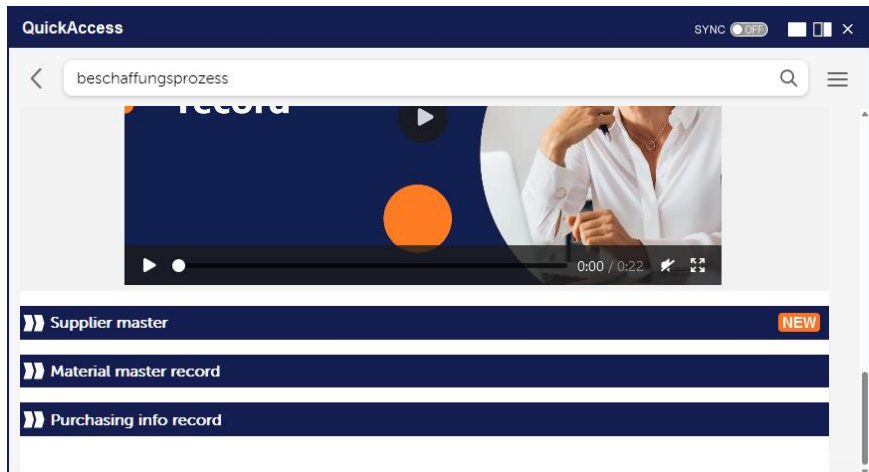 QuickAccess
SYNC OFF
beschaffungsprozess
record
0:00 / 0:22
Supplier master
NEW
Material master record
Purchasing info record